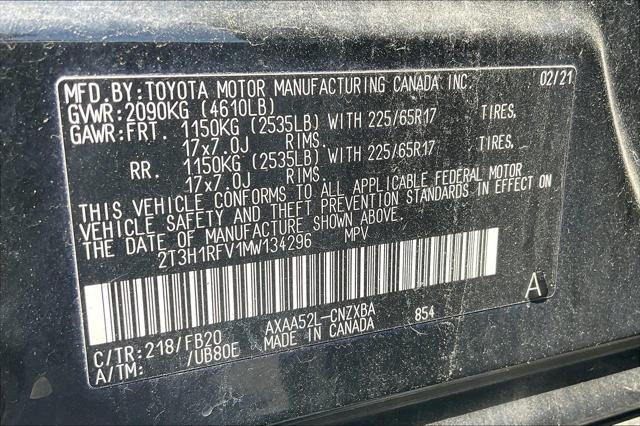 MFD.BY:TOYOTA MOTOR MANUFACTURING CANADA INC. 02/21
GVWR:2090KG (4610LB)
GAWR:FRT. 1150KG (2535LB) WITH 225/65R17 TIRES,
17x7.0J RIMS.
RR. 1150KG (2535LB) WITH 225/65R17 TIRES,
17x7.0J RIMS.
THIS VEHICLE CONFORMS TO ALL APPLICABLE FEDERAL MOTOR
VEHICLE SAFETY AND THEFT PREVENTION STANDARDS IN EFFECT ON
THE DATE OF MANUFACTURE SHOWN ABOVE.
2T3H1RFV1MW134296 MPV
A
C/TR:218/FB20 AXAA52L-CNZXBA 854
A/TM: /UB80E MADE IN CANADA